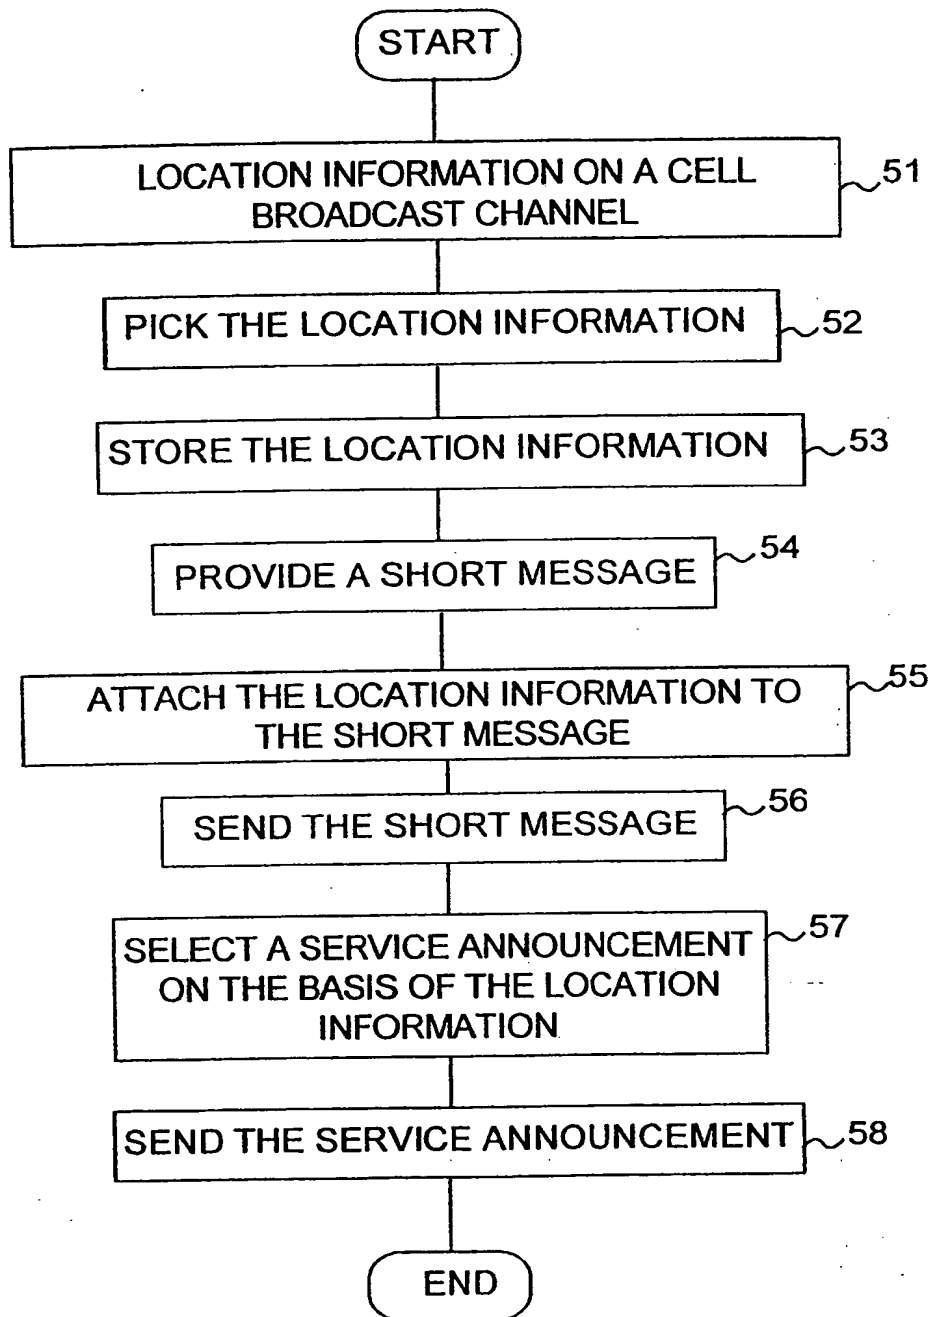 START
LOCATION INFORMATION ON A CELL
BROADCAST CHANNEL
51
PICK THE LOCATION INFORMATION
52
STORE THE LOCATION INFORMATION
53
PROVIDE A SHORT MESSAGE
54
ATTACH THE LOCATION INFORMATION TO
THE SHORT MESSAGE
55
SEND THE SHORT MESSAGE
56
SELECT A SERVICE ANNOUNCEMENT
ON THE BASIS OF THE LOCATION
INFORMATION
57
SEND THE SERVICE ANNOUNCEMENT
58
END